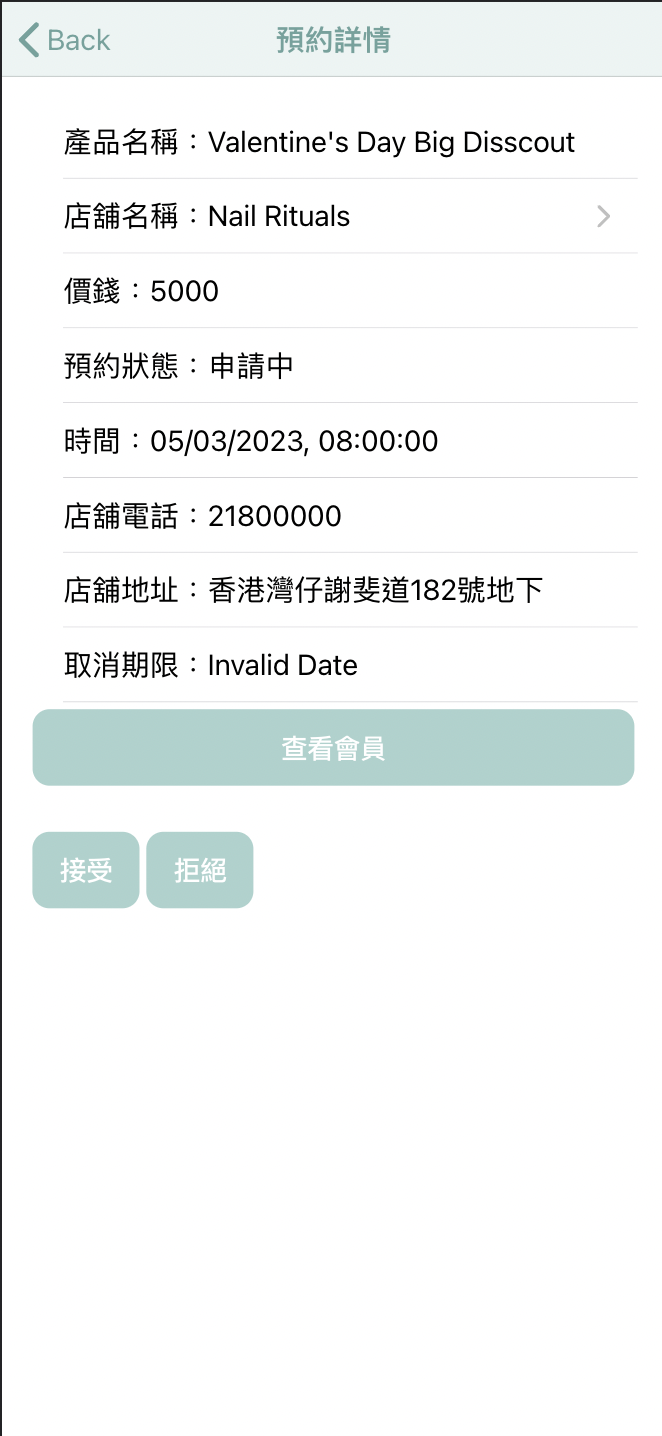 Back
預約詳情
產品名稱：Valentine's Day Big Disscout
店舖名稱：Nail Rituals
價錢：5000
預約狀態：申請中
時間：05/03/2023, 08:00:00
店舖電話：21800000
店舖地址：香港灣仔謝斐道182號地下
取消期限：Invalid Date
查看會員
接受
拒絕